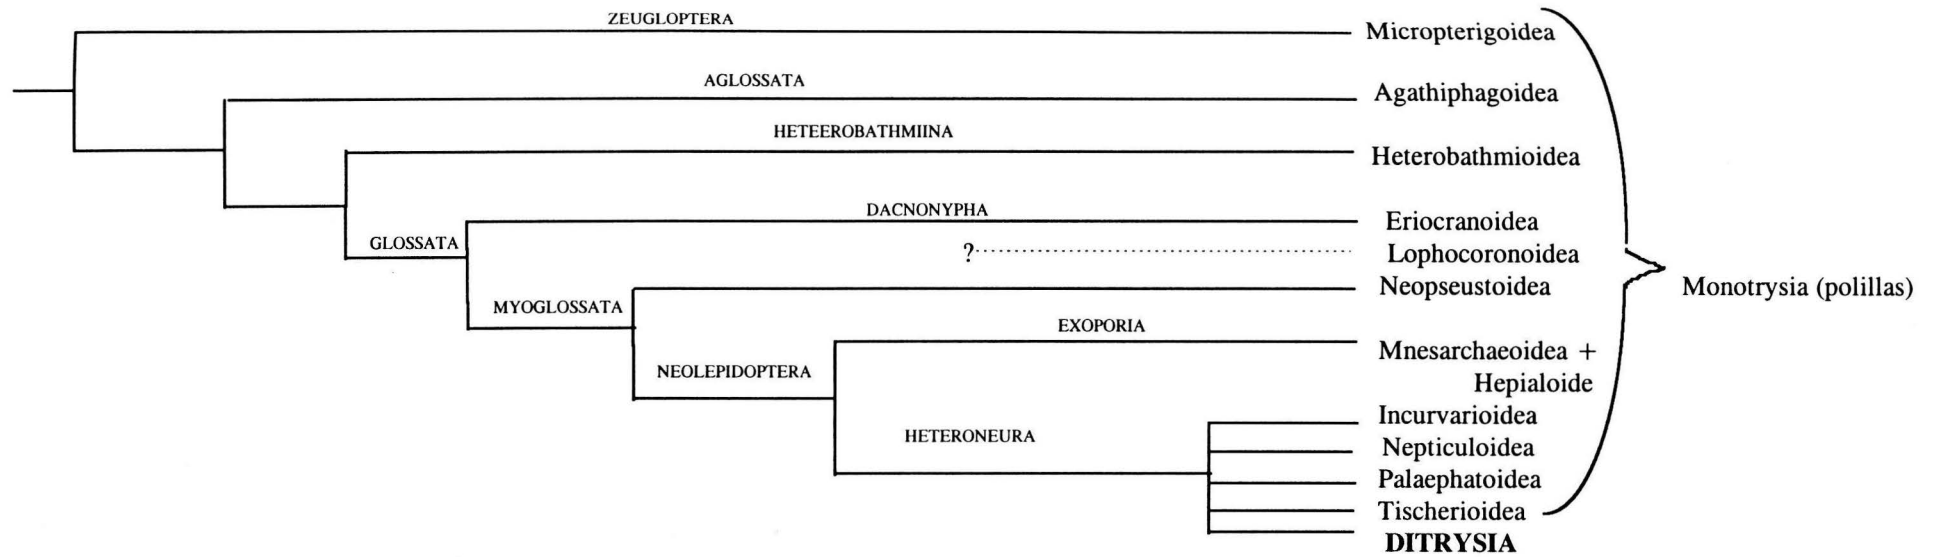 ZEUGLOPTERA
Micropterigoidea
AGLOSSATA
Agathiphagoidea
HETEEROBATHMIINA
Heterobathmioidea
DACNONYPHA
Eriocranoidea
GLOSSATA
?
Lophocoronoidea
Neopseustoidea
Monotrysia (polillas)
MYOGLOSSATA
EXOPORIA
Mnesarchaeoidea +
Hepialoide
NEOLEPIDOPTERA
Incurvarioidea
HETERONEURA
Nepticuloidea
Palaephatoidea
Tischerioidea
DITRYSIA